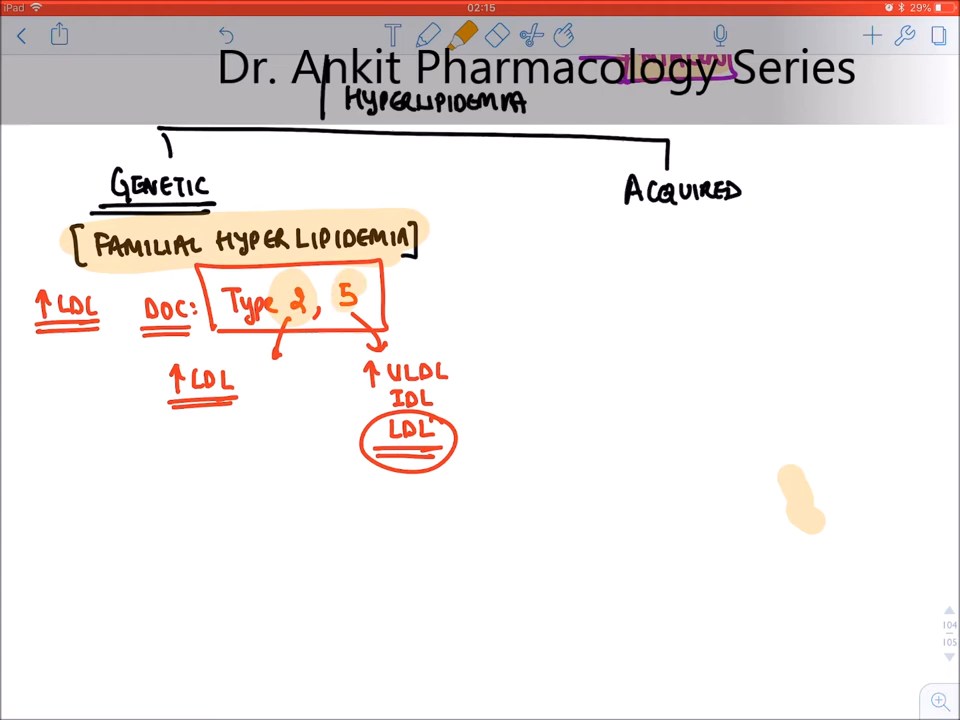 iPad
02:15
29%
Dr. Ankit Pharmacology Series
HYPERLIPIDEMIA
GENETIC
ACQUIRED
[FAMILIAL HYPERLIPIDEMIA]
↑LDL DOC: Type 2, 5
↑LDL
↑VLDL
IDL
LDL
104
105